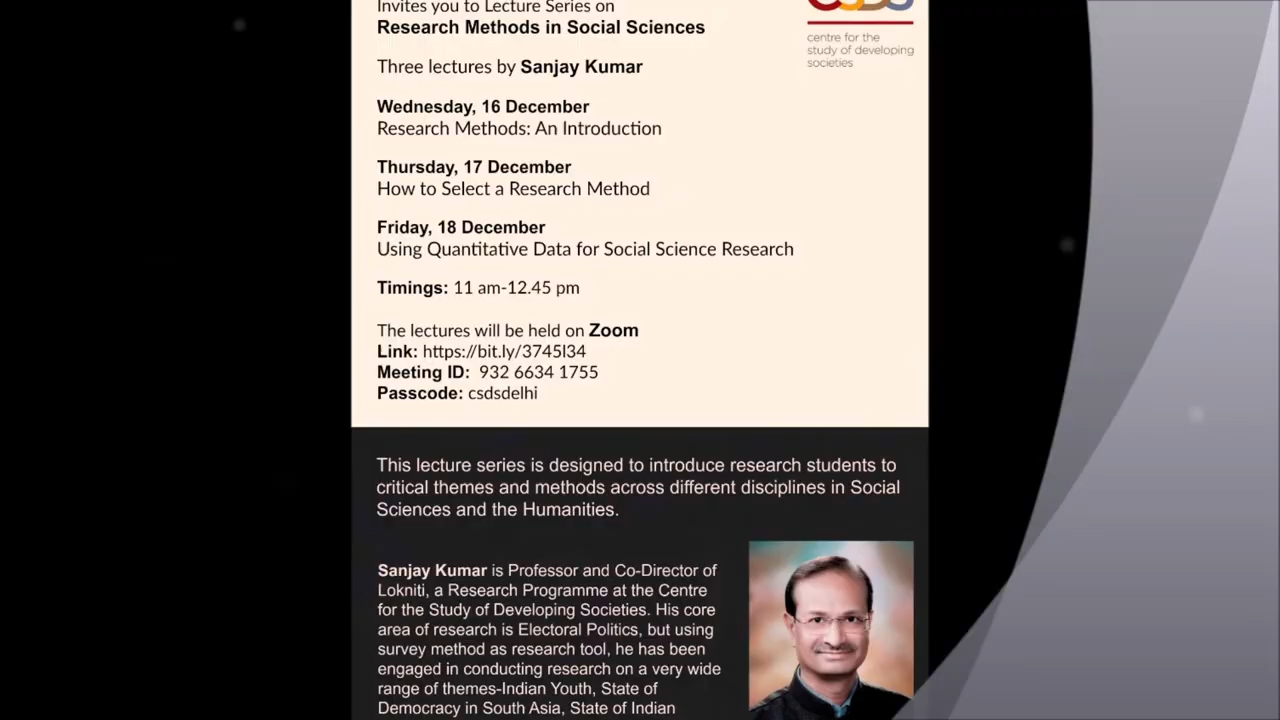 Invites you to Lecture Series on
Research Methods in Social Sciences
CSDS
centre for the
study of developing
societies
Three lectures by Sanjay Kumar
Wednesday, 16 December
Research Methods: An Introduction
Thursday, 17 December
How to Select a Research Method
Friday, 18 December
Using Quantitative Data for Social Science Research
Timings: 11 am-12.45 pm
The lectures will be held on Zoom
Link: https://bit.ly/3745l34
Meeting ID: 932 6634 1755
Passcode: csdsdelhi
This lecture series is designed to introduce research students to
critical themes and methods across different disciplines in Social
Sciences and the Humanities.
Sanjay Kumar is Professor and Co-Director of
Lokniti, a Research Programme at the Centre
for the Study of Developing Societies. His core
area of research is Electoral Politics, but using
survey method as research tool, he has been
engaged in conducting research on a very wide
range of themes-Indian Youth, State of
Democracy in South Asia, State of Indian